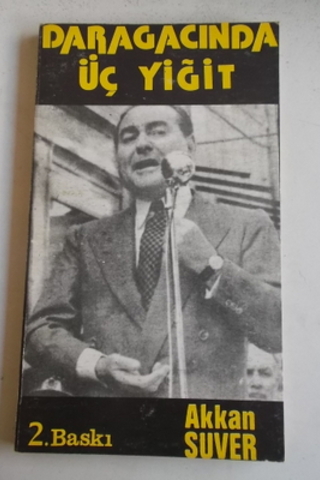 DARAGACINDA
ÜÇ YİĞİT
2. Baskı
Akkan
SUVER